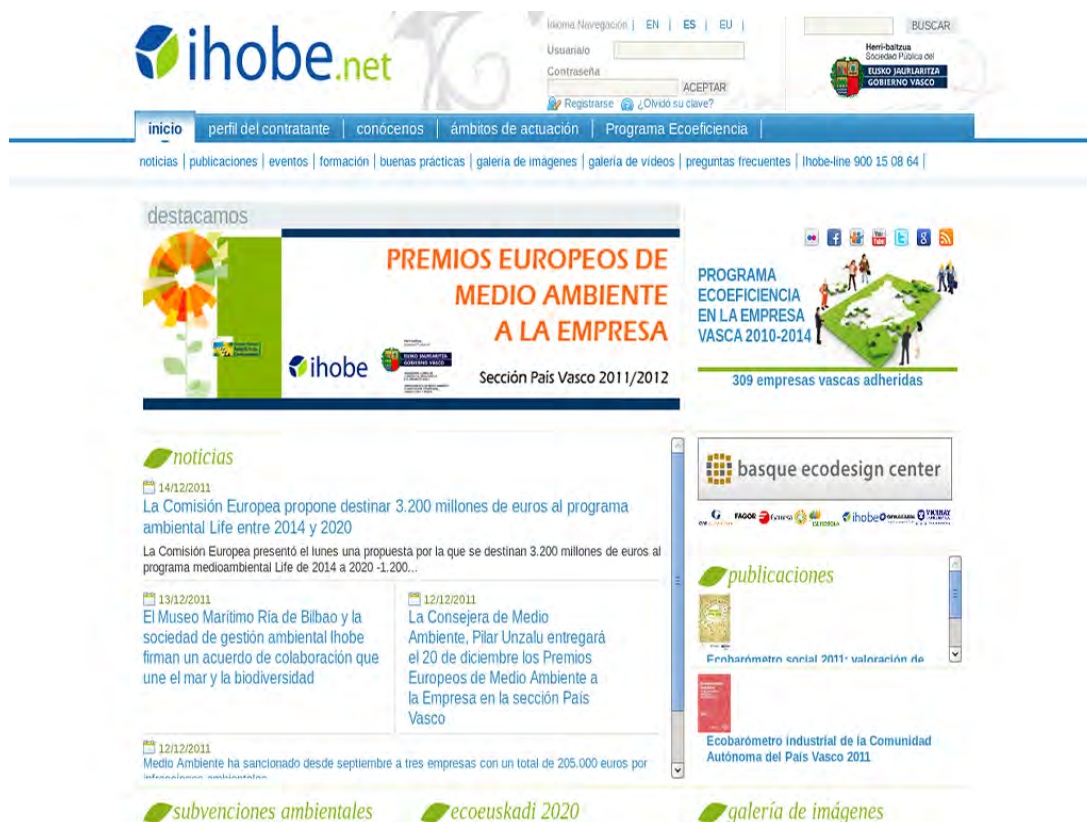 ihobe.net
Idioma Navegación | EN | ES | EU |
Usuaria/o
Contraseña
ACEPTAR
Registrarse ¿Olvidó su clave?
BUSCAR
Herri-baltzua
Sociedad Pública del
EUSKO JAURLARITZA
GOBIERNO VASCO
inicio | perfil del contratante | conócenos | ámbitos de actuación | Programa Ecoeficiencia |
noticias | publicaciones | eventos | formación | buenas prácticas | galería de imágenes | galería de vídeos | preguntas frecuentes | Ihobe-line 900 15 08 64 |
destacamos
PREMIOS EUROPEOS DE
MEDIO AMBIENTE
A LA EMPRESA
ihobe
EUSKO JAURLARITZA
GOBIERNO VASCO
Sección País Vasco 2011/2012
You
Tube
PROGRAMA
ECOEFICIENCIA
EN LA EMPRESA
VASCA 2010-2014
309 empresas vascas adheridas
noticias
14/12/2011
La Comisión Europea propone destinar 3.200 millones de euros al programa
ambiental Life entre 2014 y 2020
La Comisión Europea presentó el lunes una propuesta por la que se destinan 3.200 millones de euros al
programa medioambiental Life de 2014 a 2020 -1.200...
13/12/2011
El Museo Marítimo Ría de Bilbao y la
sociedad de gestión ambiental Ihobe
firman un acuerdo de colaboración que
une el mar y la biodiversidad
12/12/2011
La Consejera de Medio
Ambiente, Pilar Unzalu entregará
el 20 de diciembre los Premios
Europeos de Medio Ambiente a
la Empresa en la sección País
Vasco
12/12/2011
Medio Ambiente ha sancionado desde septiembre a tres empresas con un total de 205.000 euros por
infracciones ambientales
basque ecodesign center
FAGOR
ihobe
publicaciones
Ecobarómetro social 2011: valoración de
Ecobarómetro industrial de la Comunidad
Autónoma del País Vasco 2011
subvenciones ambientales
ecoeuskadi 2020
galería de imágenes